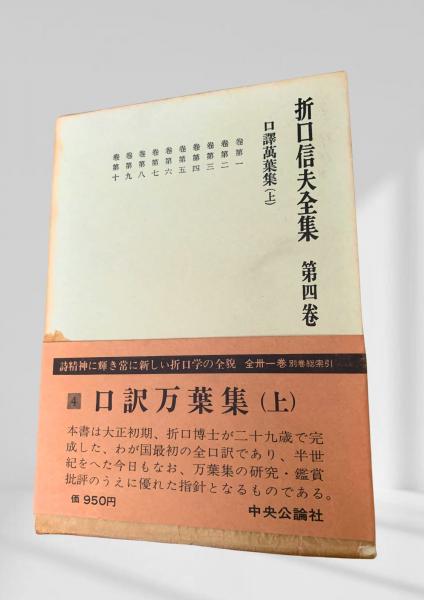 折口信夫全集 第四卷
口譯萬葉集(上)
卷第一
卷第二
卷第三
卷第四
卷第五
卷第六
卷第七
卷第八
卷第九
卷第十
詩精神に輝き常に新しい折口学の全貌 全卅一巻 別巻総索引
4 口訳万葉集(上)
本書は大正初期、折口博士が二十九歳で完
成した、わが国最初の全口訳であり、半世
紀をへた今日もなお、万葉集の研究・鑑賞
批評のうえに優れた指針となるものである。
価 950円
中央公論社